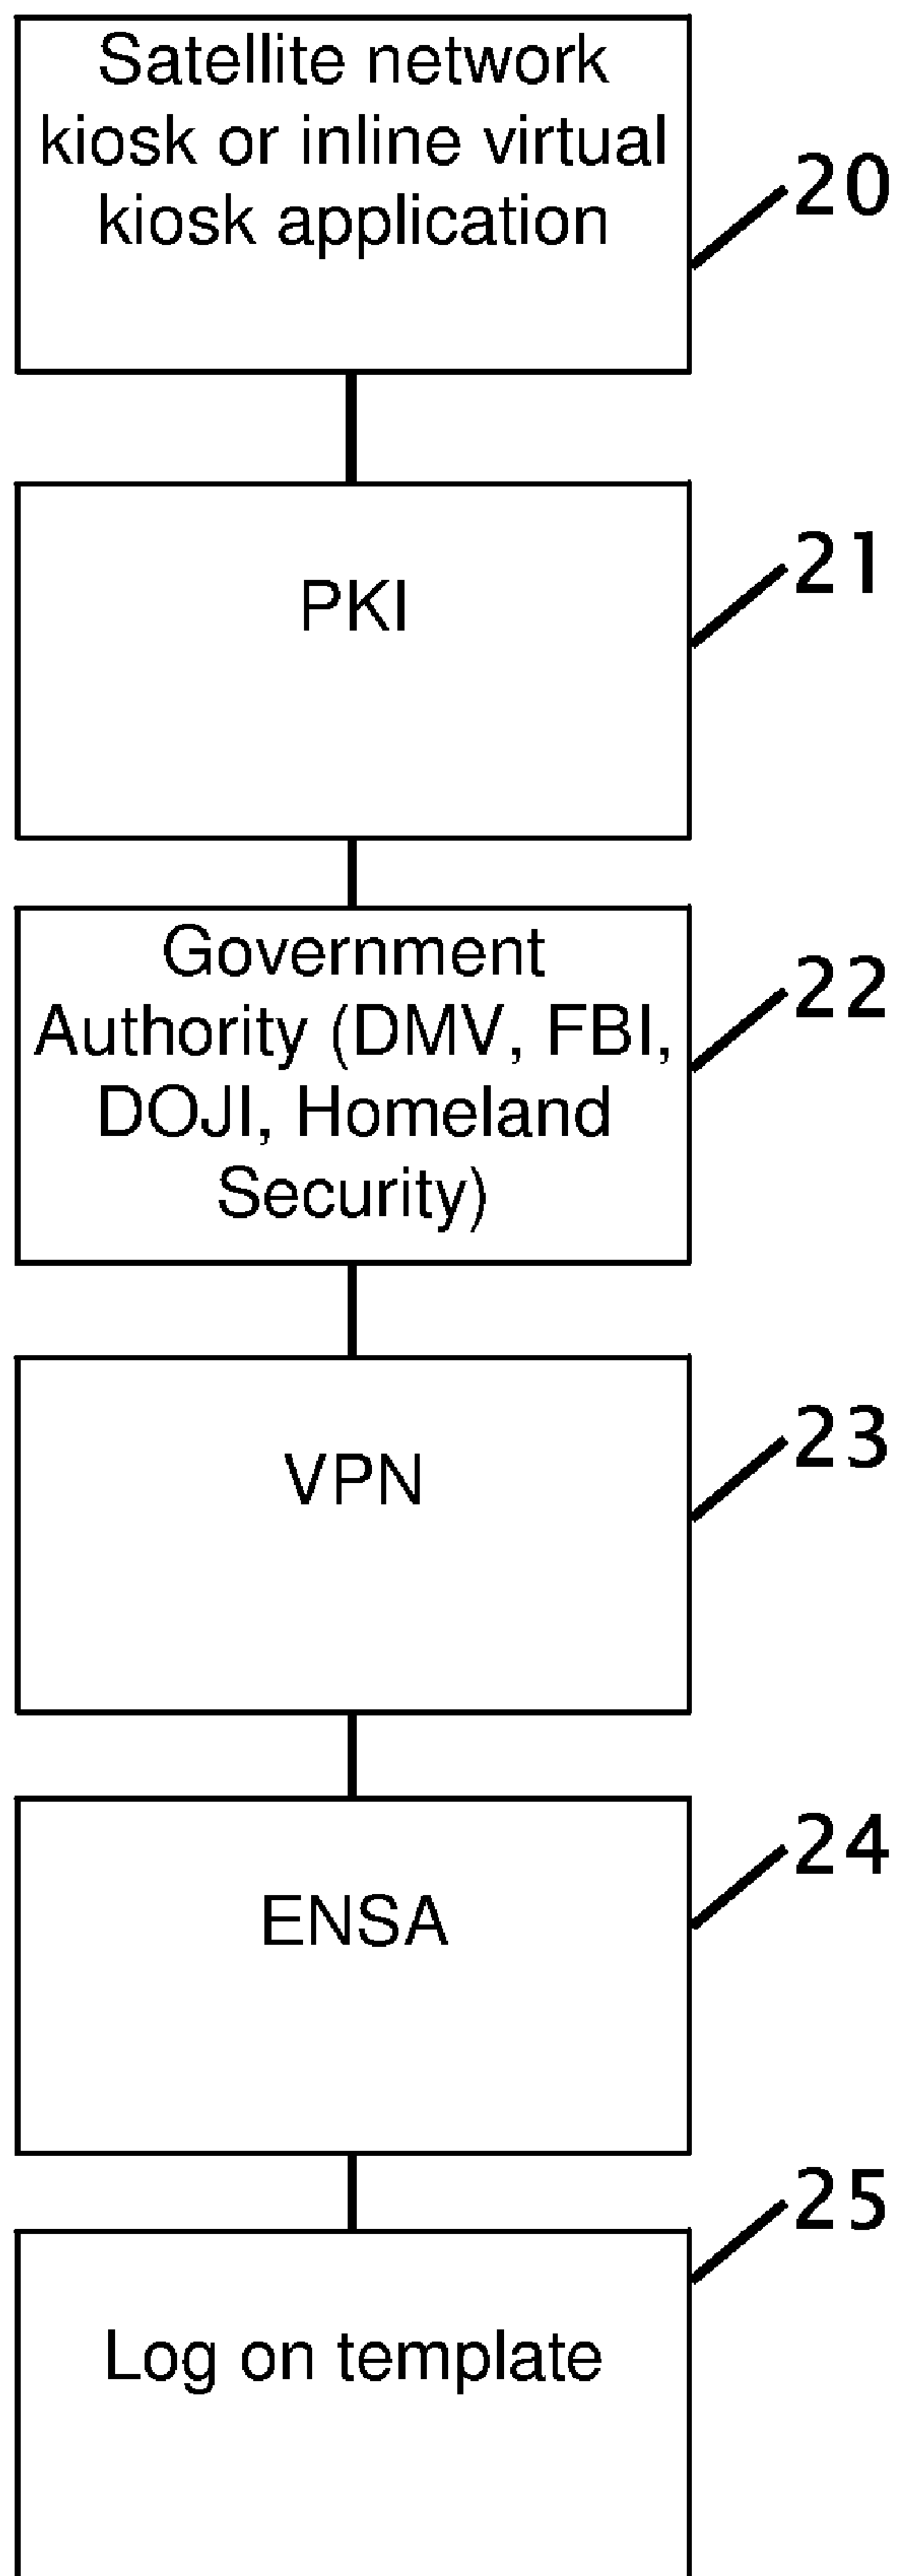 Satellite network
kiosk or inline virtual
kiosk application
20
PKI
21
Government
Authority (DMV, FBI,
DOJI, Homeland
Security)
22
VPN
23
ENSA
24
Log on template
25